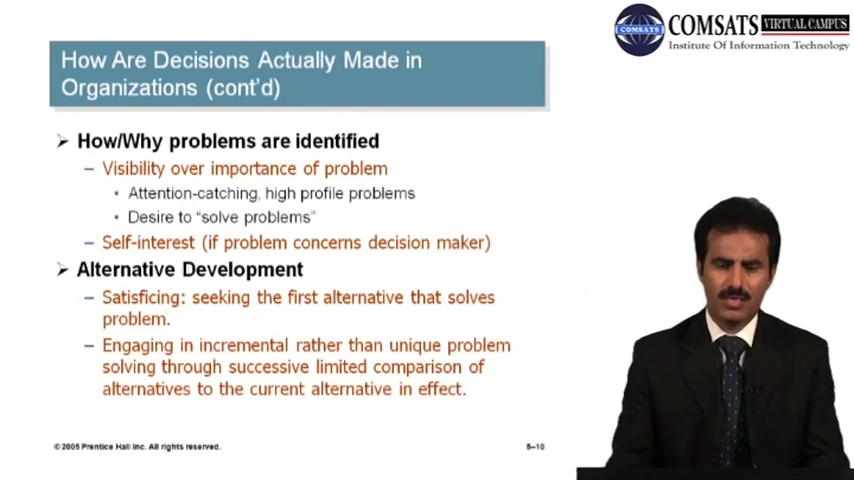 COMSATS VIRTUAL CAMPUS
COMSATS
Institute Of Information Technology
How Are Decisions Actually Made in
Organizations (cont'd)
➢ How/Why problems are identified
– Visibility over importance of problem
• Attention-catching, high profile problems
• Desire to “solve problems”
– Self-interest (if problem concerns decision maker)
➢ Alternative Development
– Satisficing: seeking the first alternative that solves
problem.
– Engaging in incremental rather than unique problem
solving through successive limited comparison of
alternatives to the current alternative in effect.
© 2005 Prentice Hall Inc. All rights reserved.
5–10